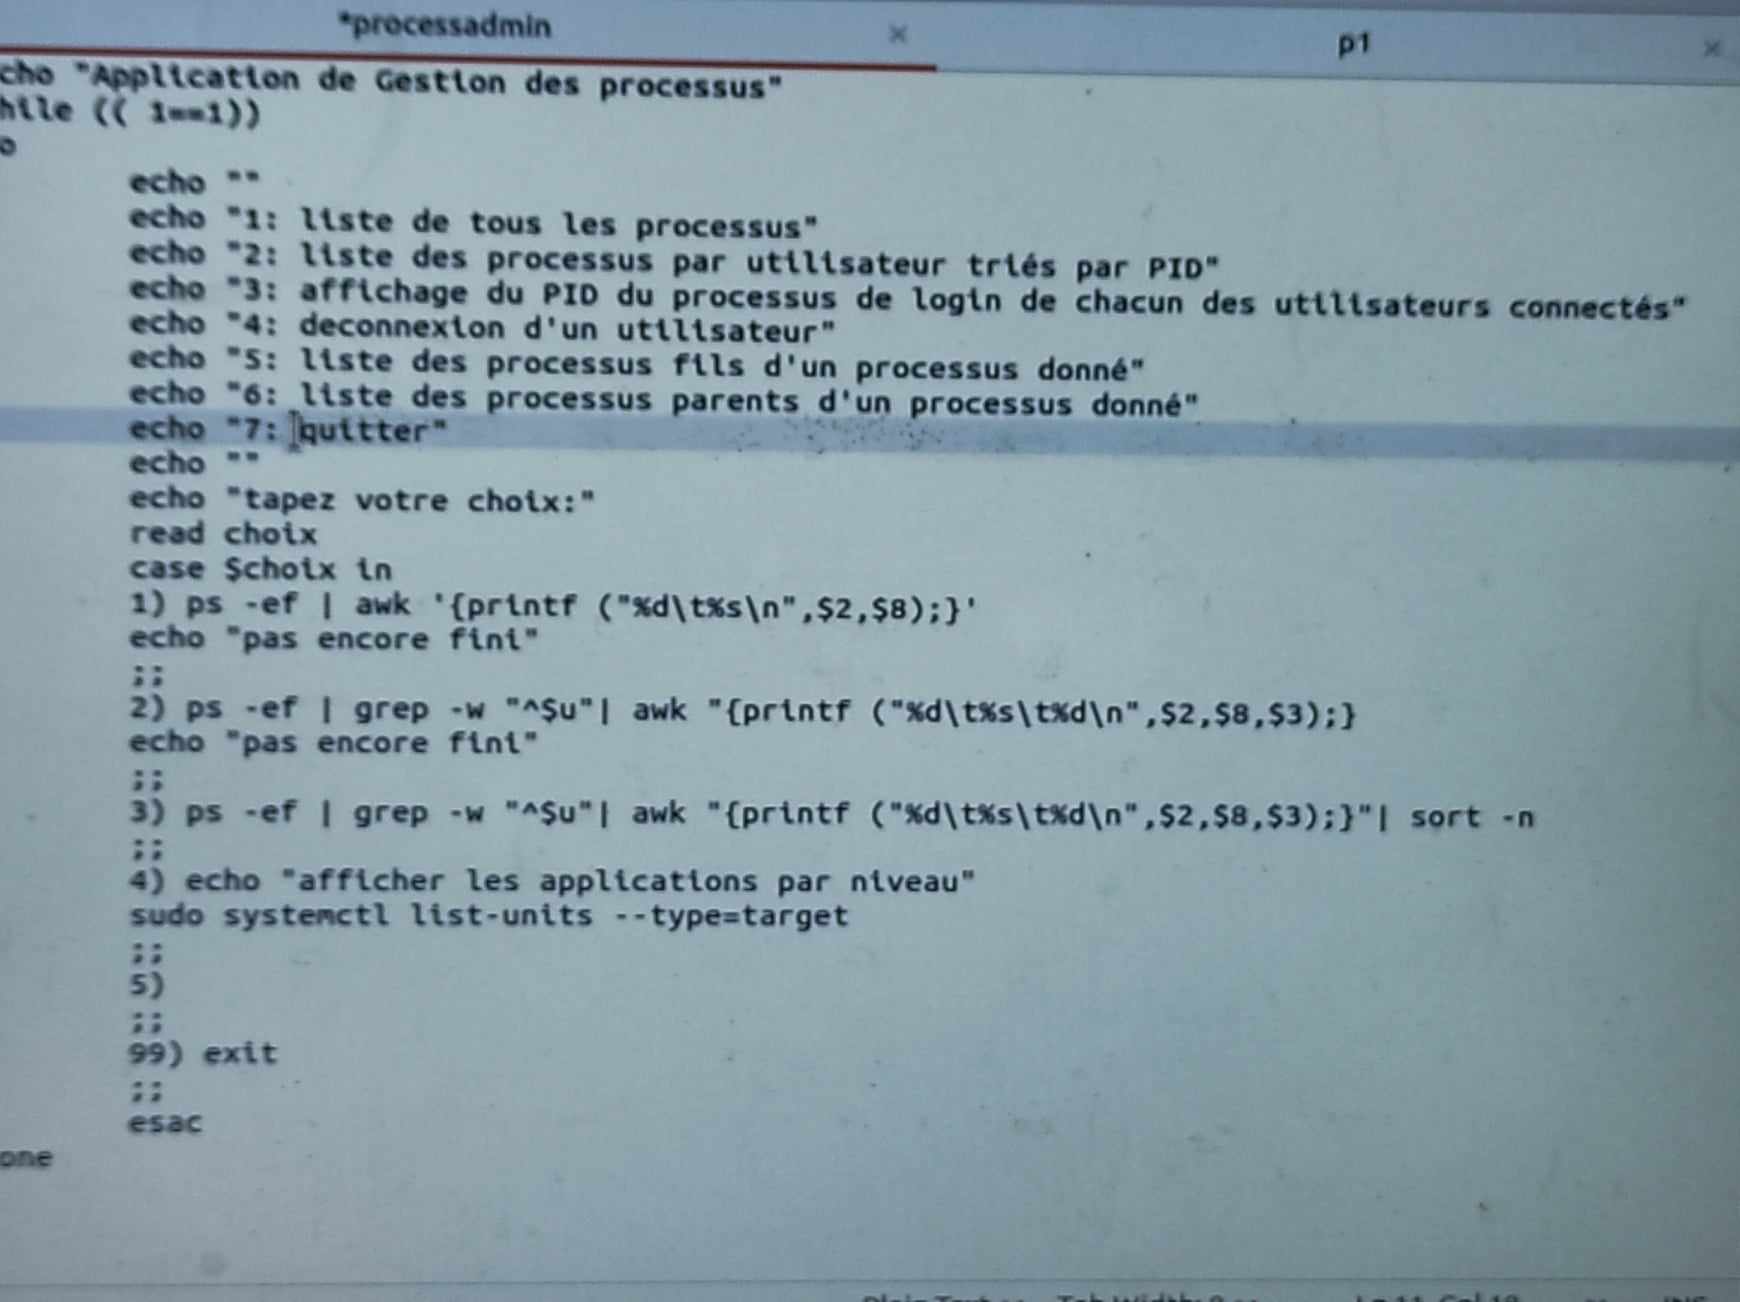 *processadmin × p1 ×
cho "Application de Gestion des processus"
hile (( 1==1))
o
echo ""
echo "1: liste de tous les processus"
echo "2: liste des processus par utilisateur triés par PID"
echo "3: affichage du PID du processus de login de chacun des utilisateurs connectés"
echo "4: deconnexion d'un utilisateur"
echo "5: liste des processus fils d'un processus donné"
echo "6: liste des processus parents d'un processus donné"
echo "7: quitter"
echo ""
echo "tapez votre choix:"
read choix
case $choix in
1) ps -ef | awk '{printf ("%d\t%s\n",$2,$8);}'
echo "pas encore fini"
;;
2) ps -ef | grep -w "^$u"| awk "{printf ("%d\t%s\t%d\n",$2,$8,$3);}
echo "pas encore fini"
;;
3) ps -ef | grep -w "^$u"| awk "{printf ("%d\t%s\t%d\n",$2,$8,$3);}"| sort -n
;;
4) echo "afficher les applications par niveau"
sudo systemctl list-units --type=target
;;
5)
;;
99) exit
;;
esac
one